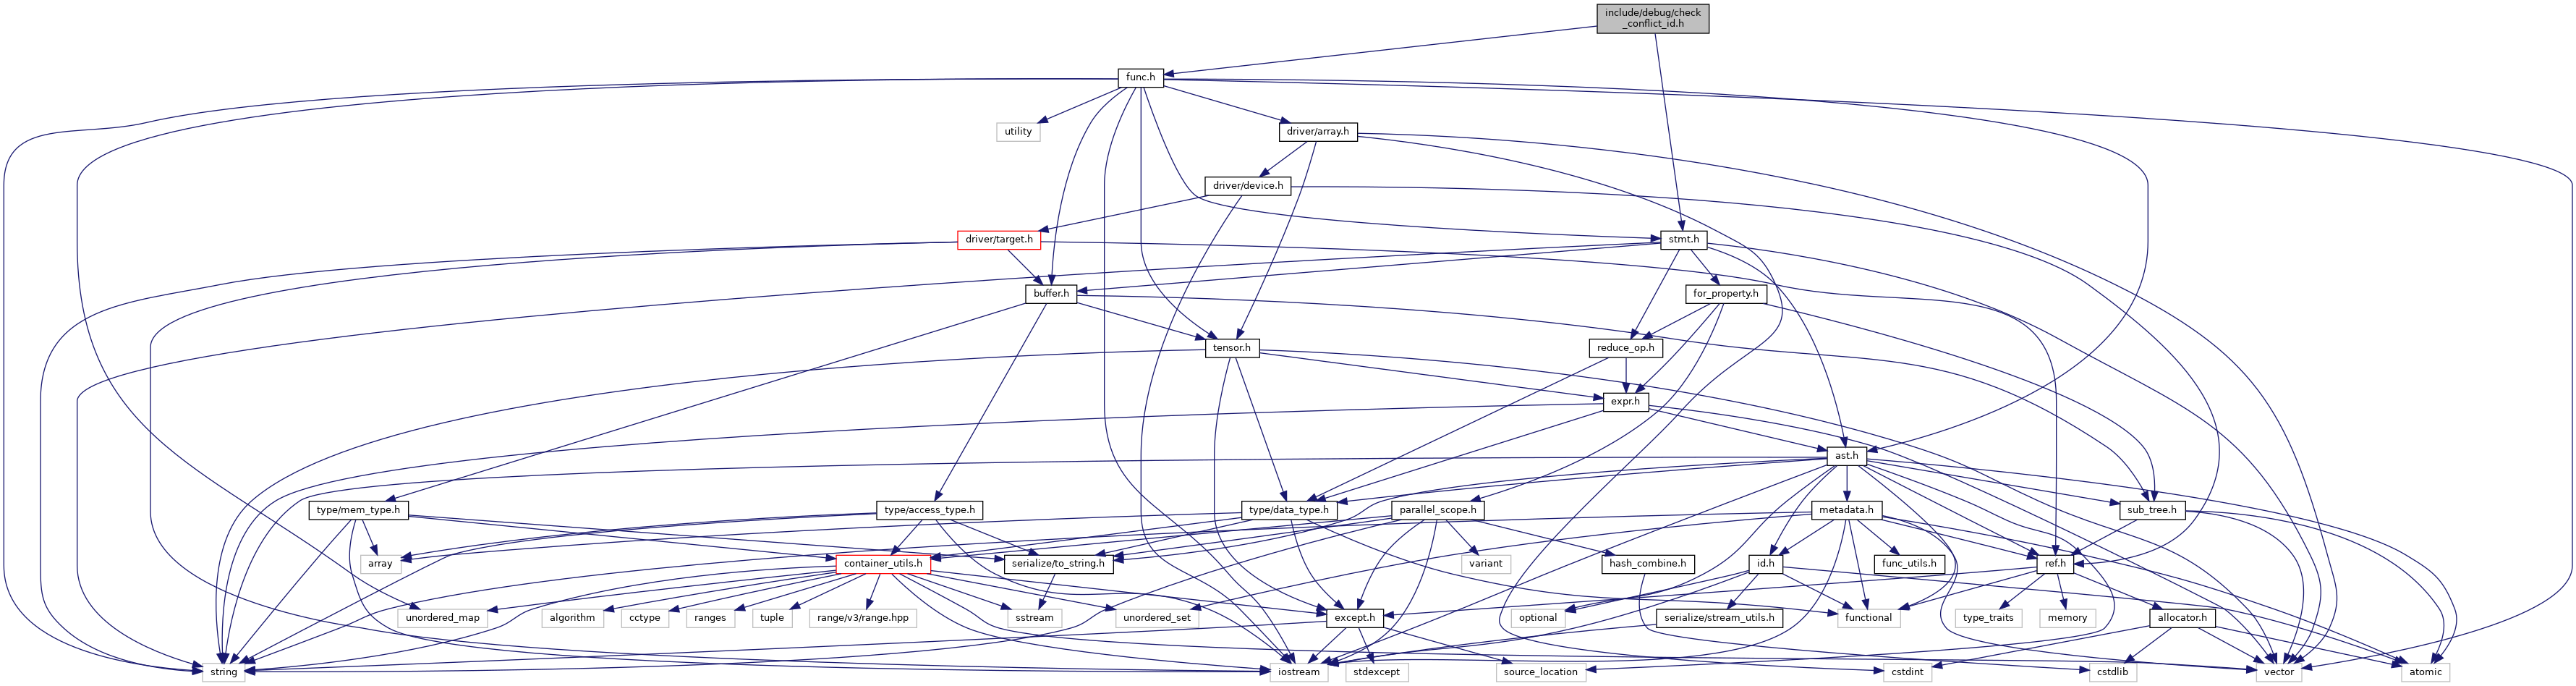 include/debug/check
_conflict_id.h
func.h
utility
driver/array.h
driver/device.h
driver/target.h
stmt.h
buffer.h
for_property.h
tensor.h
reduce_op.h
expr.h
ast.h
type/mem_type.h
type/access_type.h
type/data_type.h
parallel_scope.h
metadata.h
sub_tree.h
array
container_utils.h
serialize/to_string.h
variant
hash_combine.h
id.h
func_utils.h
ref.h
unordered_map
algorithm
cctype
ranges
tuple
range/v3/range.hpp
sstream
unordered_set
except.h
optional
serialize/stream_utils.h
functional
type_traits
memory
allocator.h
string
iostream
stdexcept
source_location
cstdint
cstdlib
vector
atomic